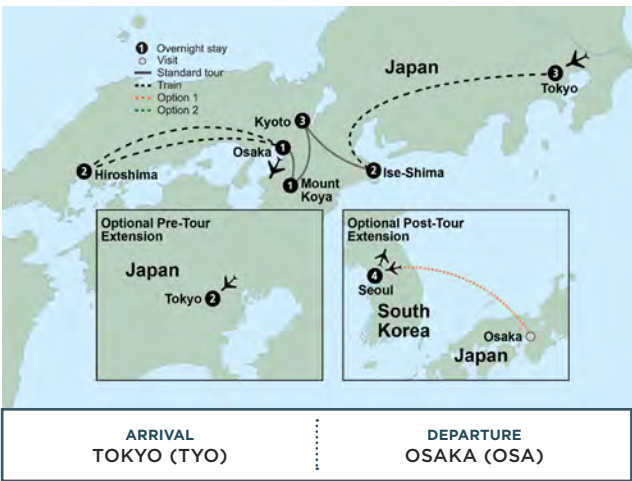 1 Overnight stay
Visit
Standard tour
Train
Option 1
Option 2
Japan
3
Tokyo
Kyoto 3
Osaka 1
2 Hiroshima
2 Ise-Shima
1 Mount
Koya
Optional Pre-Tour
Extension
Japan
Tokyo 2
Optional Post-Tour
Extension
4
Seoul
South
Korea
Osaka
Japan
ARRIVAL
TOKYO (TYO)
DEPARTURE
OSAKA (OSA)